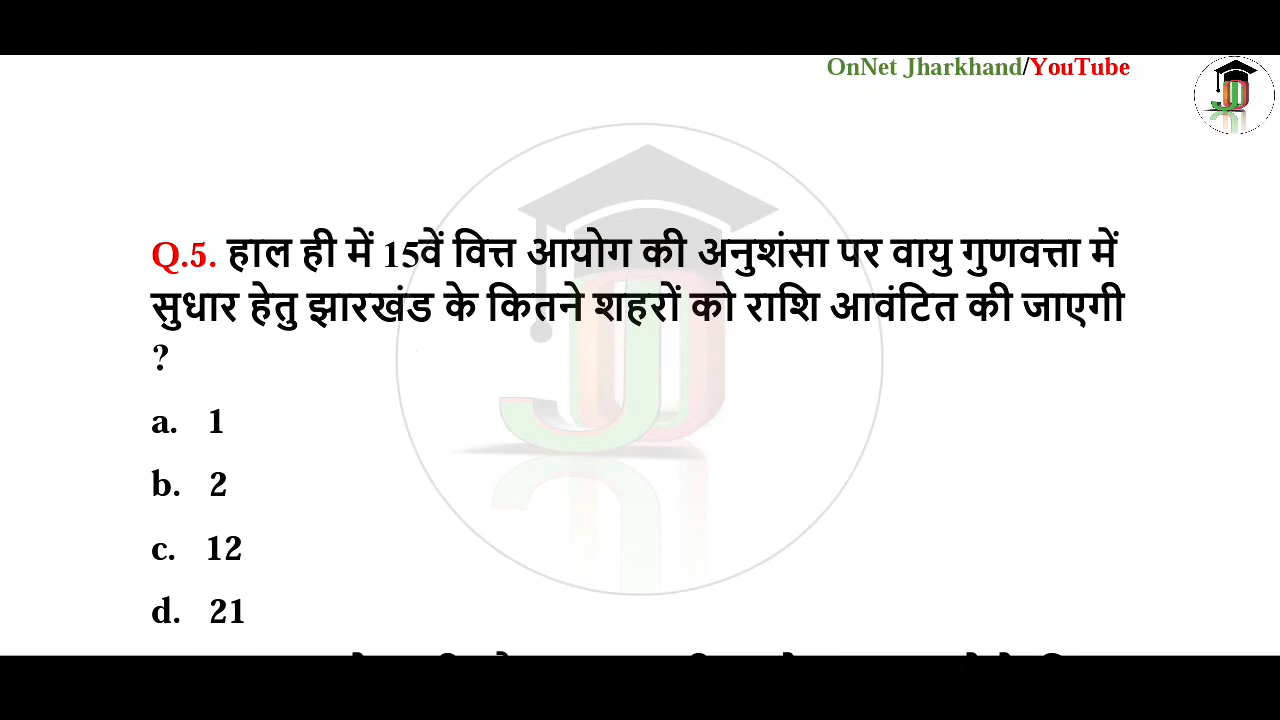 OnNet Jharkhand/YouTube
Q.5. हाल ही में 15वें वित्त आयोग की अनुशंसा पर वायु गुणवत्ता में
सुधार हेतु झारखंड के कितने शहरों को राशि आवंटित की जाएगी
?
a. 1
b. 2
c. 12
d. 21